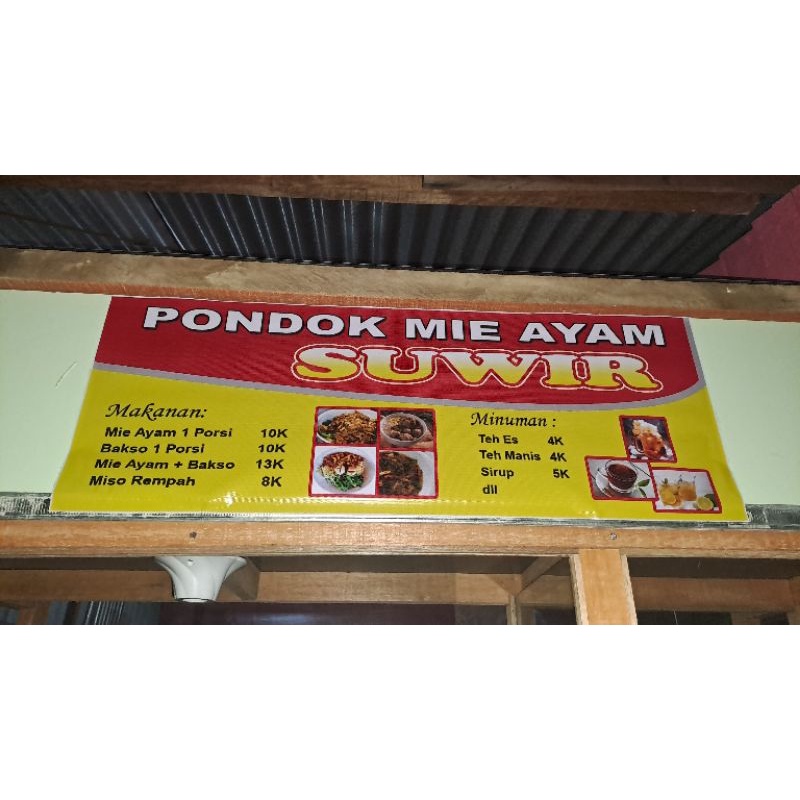 PONDOK MIE AYAM
SUWIR
Makanan:
Mie Ayam 1 Porsi 10K
Bakso 1 Porsi 10K
Mie Ayam + Bakso 13K
Miso Rempah 8K
Minuman :
Teh Es 4K
Teh Manis 4K
Sirup 5K
dll